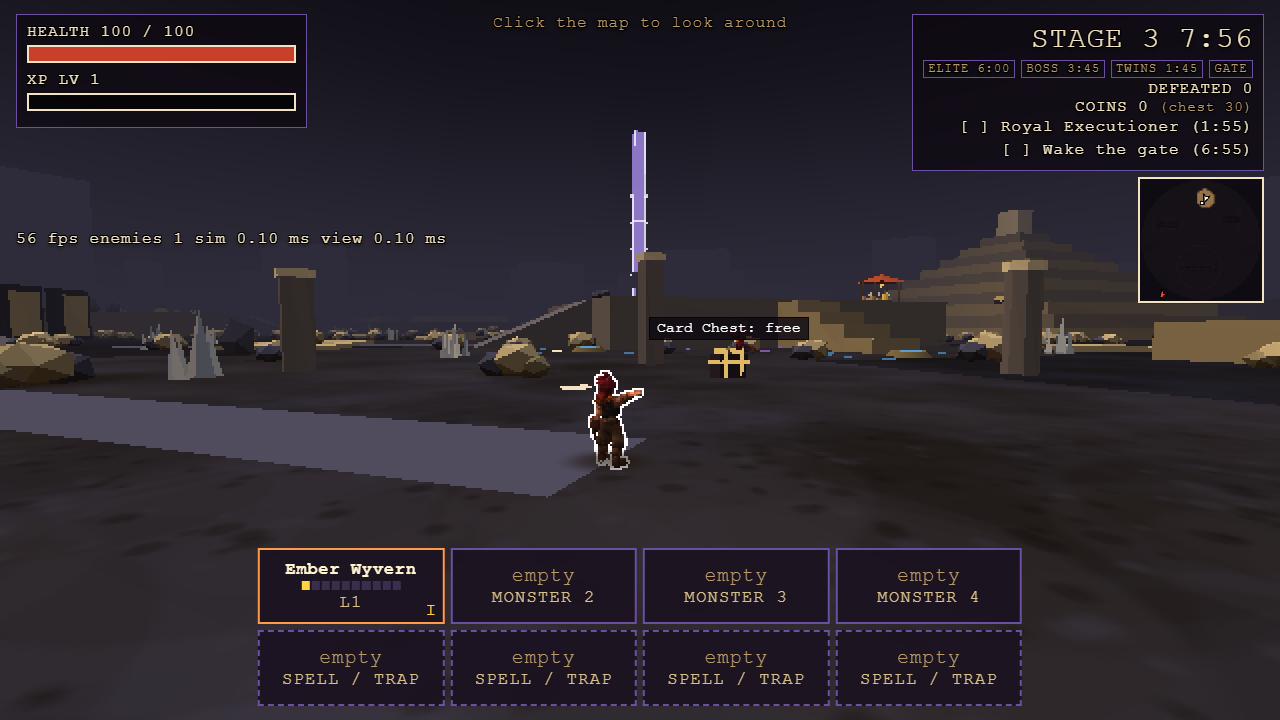 HEALTH 100 / 100
XP LV 1
Click the map to look around
STAGE 3 7:56
ELITE 6:00 BOSS 3:45 TWINS 1:45 GATE
DEFEATED 0
COINS 0 (chest 30)
[ ] Royal Executioner (1:55)
[ ] Wake the gate (6:55)
56 fps enemies 1 sim 0.10 ms view 0.10 ms
Card Chest: free
Ember Wyvern
L1
I
empty
MONSTER 2
empty
MONSTER 3
empty
MONSTER 4
empty
SPELL / TRAP
empty
SPELL / TRAP
empty
SPELL / TRAP
empty
SPELL / TRAP